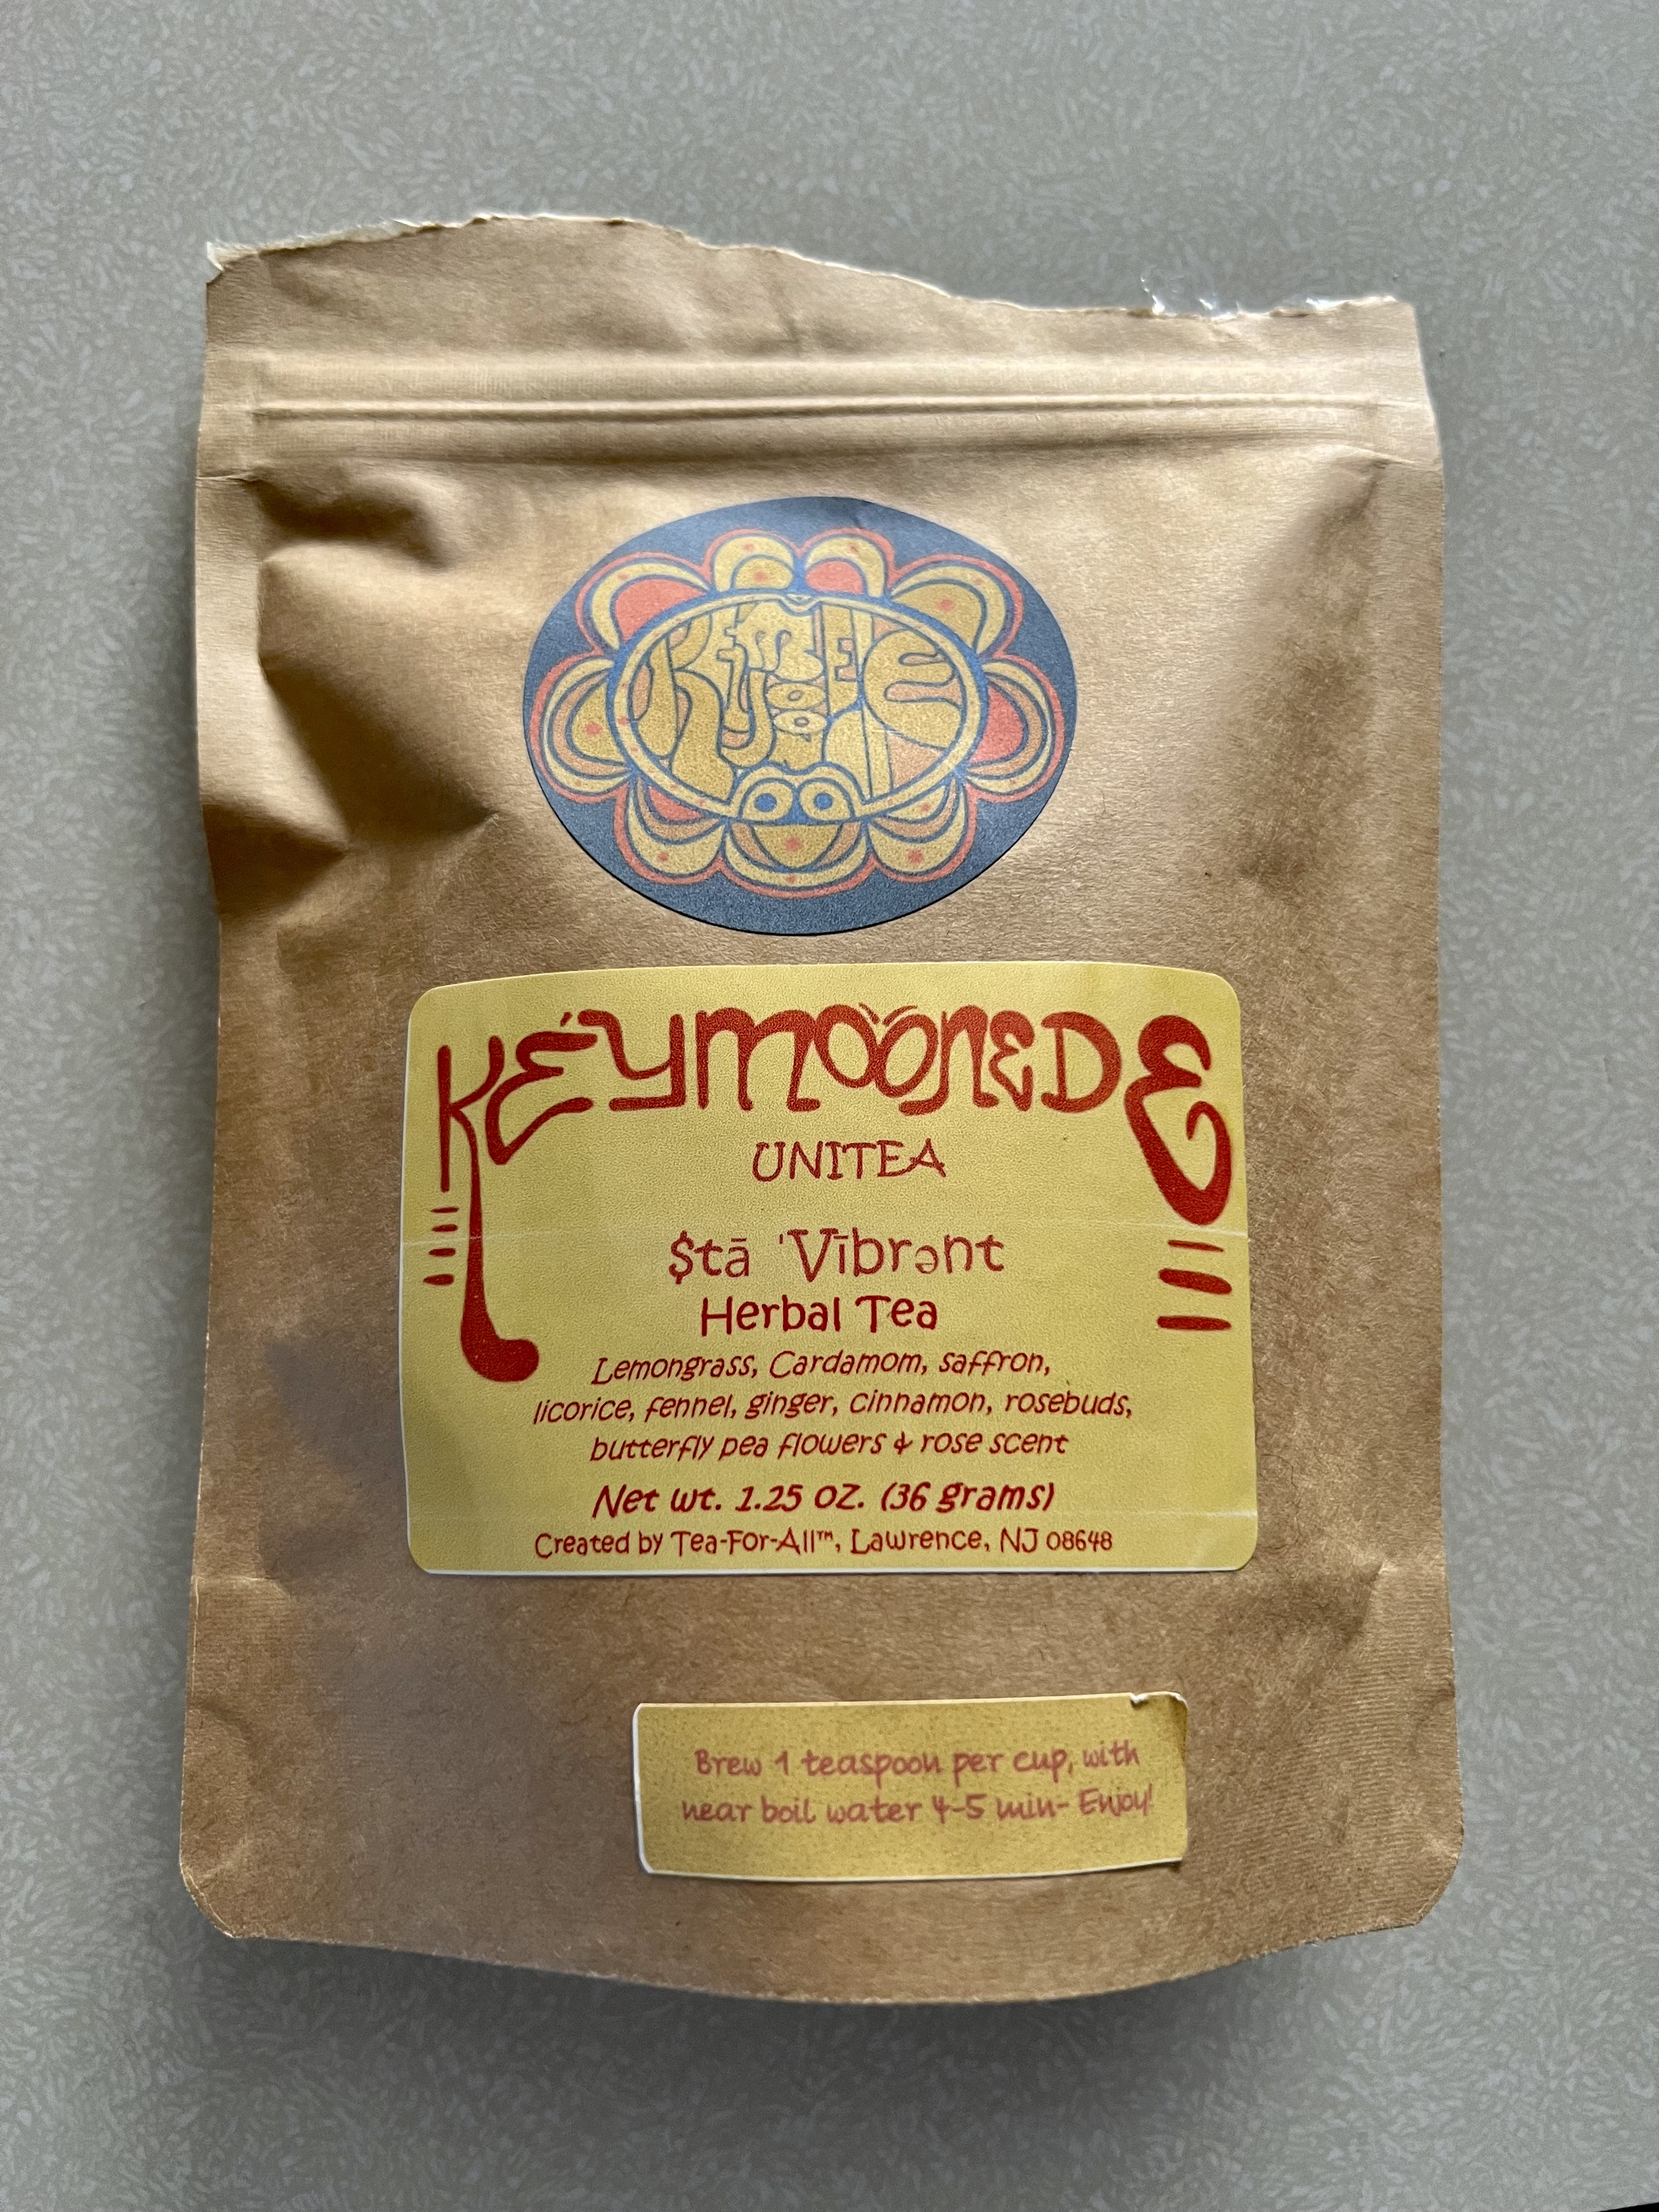 KÉYMÖÖNEDE
UNITEA
$tā 'Vībrənt
Herbal Tea
Lemongrass, Cardamom, saffron,
licorice, fennel, ginger, cinnamon, rosebuds,
butterfly pea flowers & rose scent
Net wt. 1.25 oz. (36 grams)
Created by Tea-For-All™, Lawrence, NJ 08648
Brew 1 teaspoon per cup, with
near boil water 4-5 min- Enjoy!